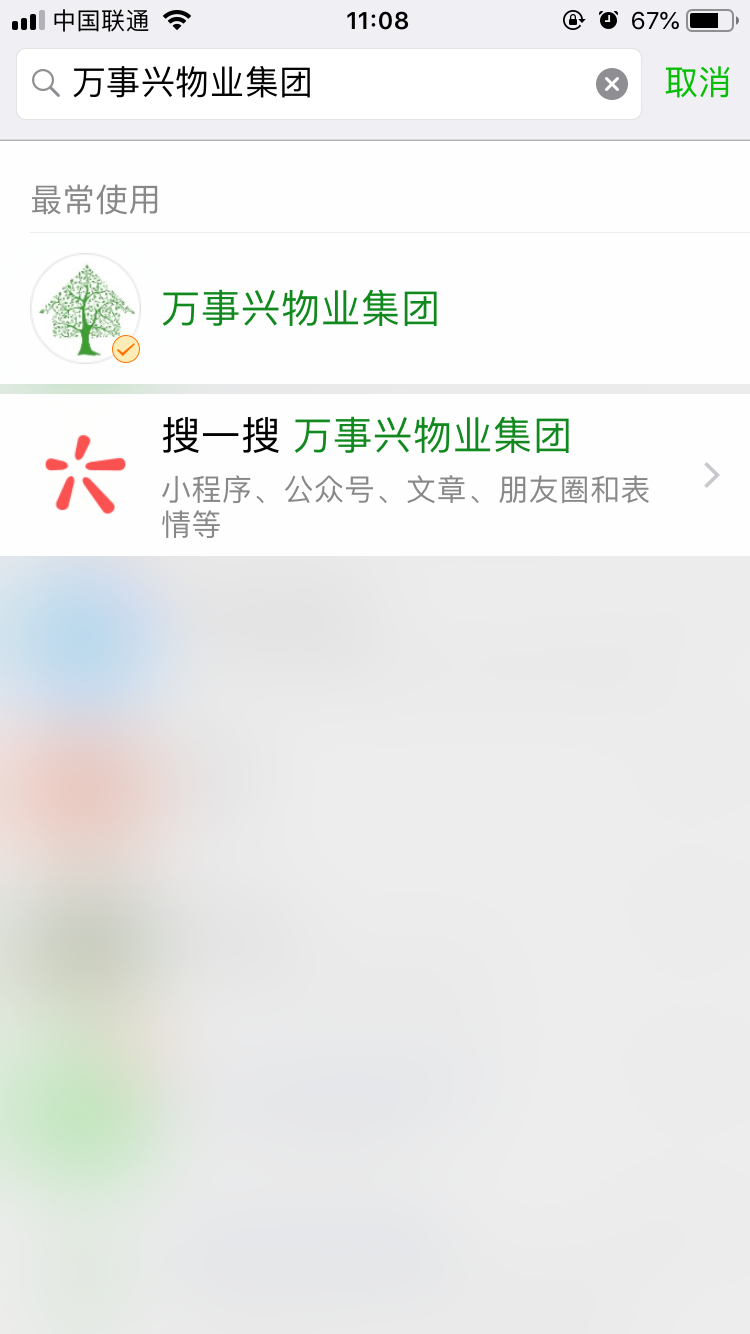 中国联通
11:08
67%
万事兴物业集团
取消
最常使用
万事兴物业集团
搜一搜 万事兴物业集团
小程序、公众号、文章、朋友圈和表
情等